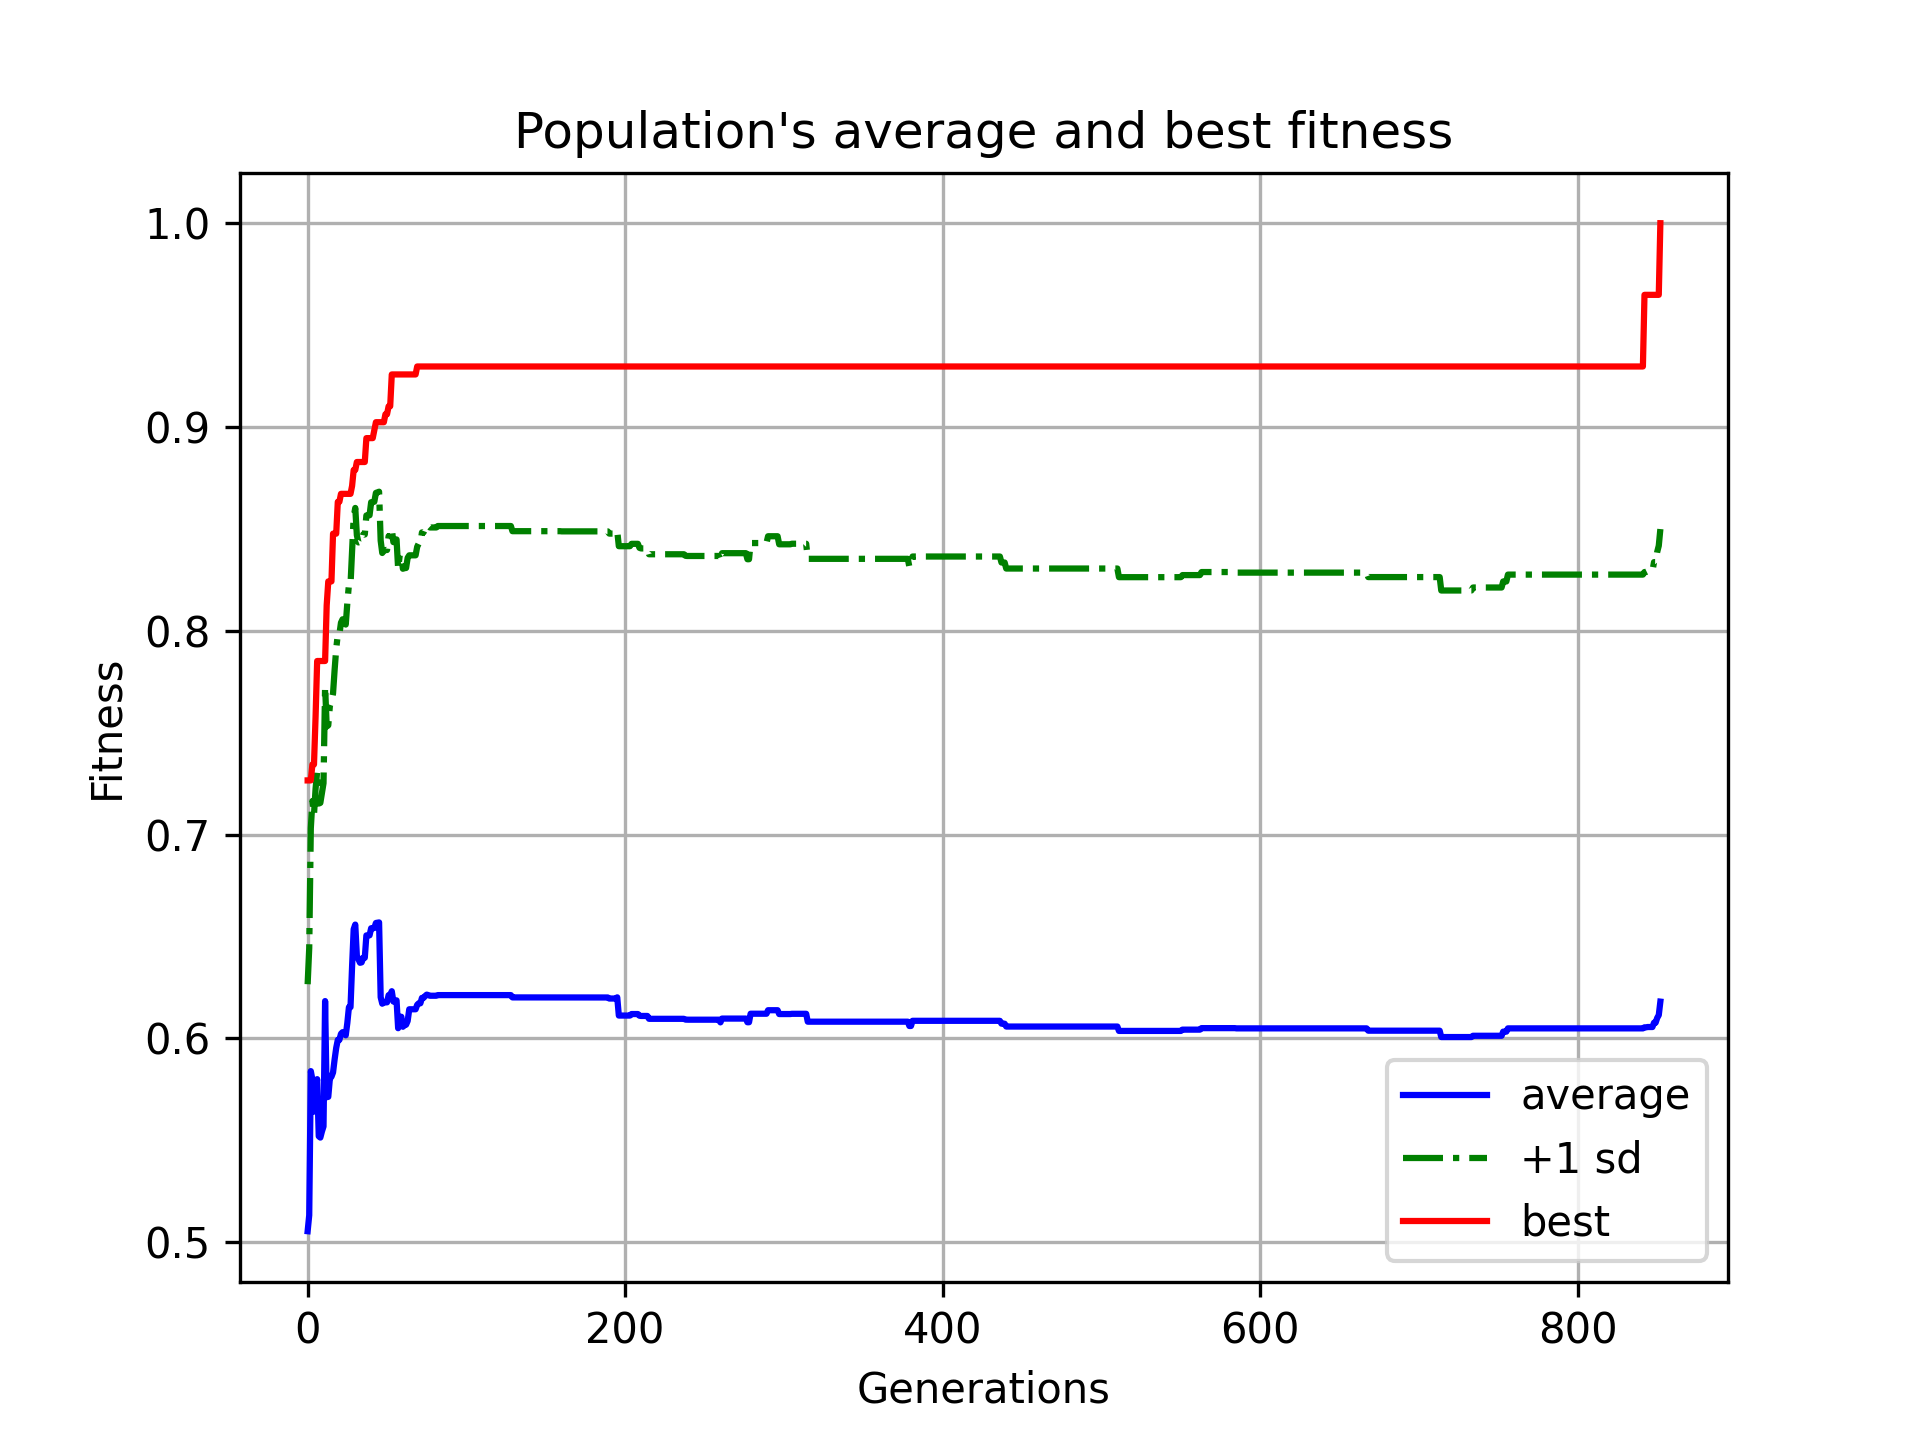 Population's average and best fitness
1.0
0.9
0.8
0.7
0.6
0.5
Fitness
0 200 400 600 800
Generations
average
+1 sd
best